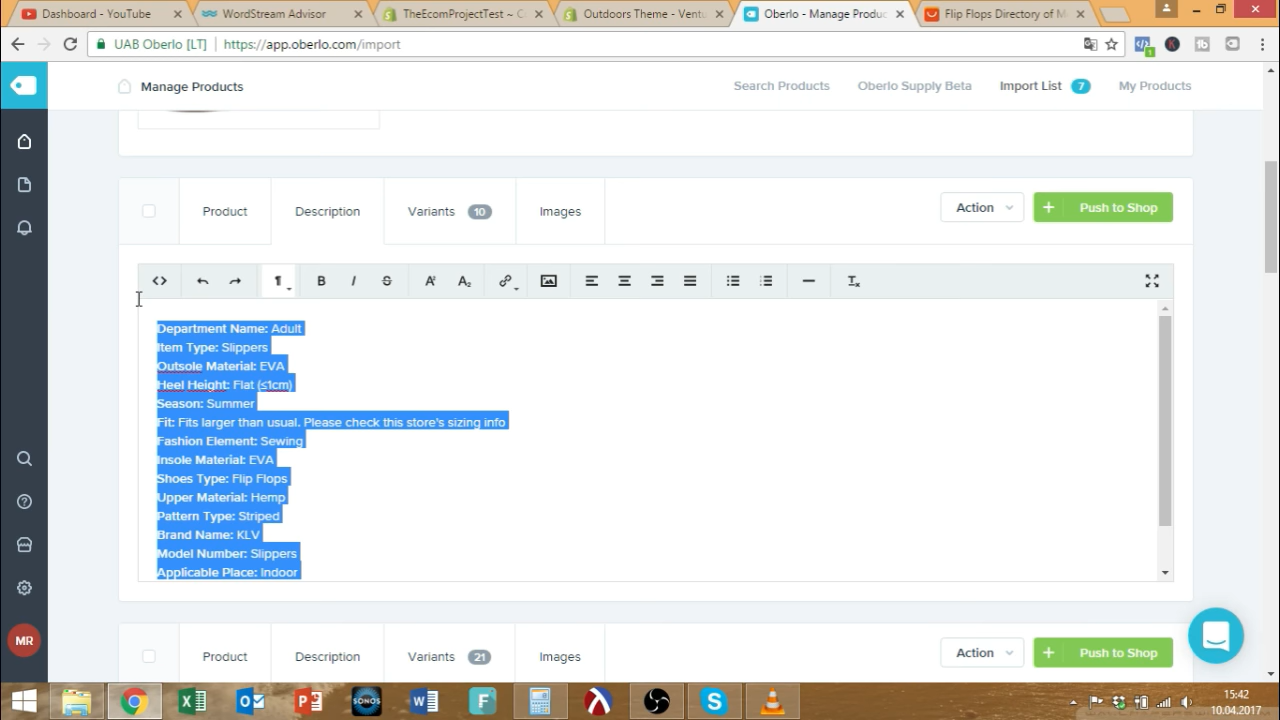 Dashboard - YouTube
WordStream Advisor
TheEcomProjectTest ~ C
Outdoors Theme - Ventu
Oberlo - Manage Produc
Flip Flops Directory of M
UAB Oberlo [LT] https://app.oberlo.com/import
Manage Products
Search Products
Oberlo Supply Beta
Import List 7
My Products
Product
Description
Variants 10
Images
Action
+ Push to Shop
Department Name: Adult
Item Type: Slippers
Outsole Material: EVA
Heel Height: Flat (≤1cm)
Season: Summer
Fit: Fits larger than usual. Please check this store's sizing info
Fashion Element: Sewing
Insole Material: EVA
Shoes Type: Flip Flops
Upper Material: Hemp
Pattern Type: Striped
Brand Name: KLV
Model Number: Slippers
Applicable Place: Indoor
MR
Product
Description
Variants 21
Images
Action
+ Push to Shop
SONOS
15:42
10.04.2017